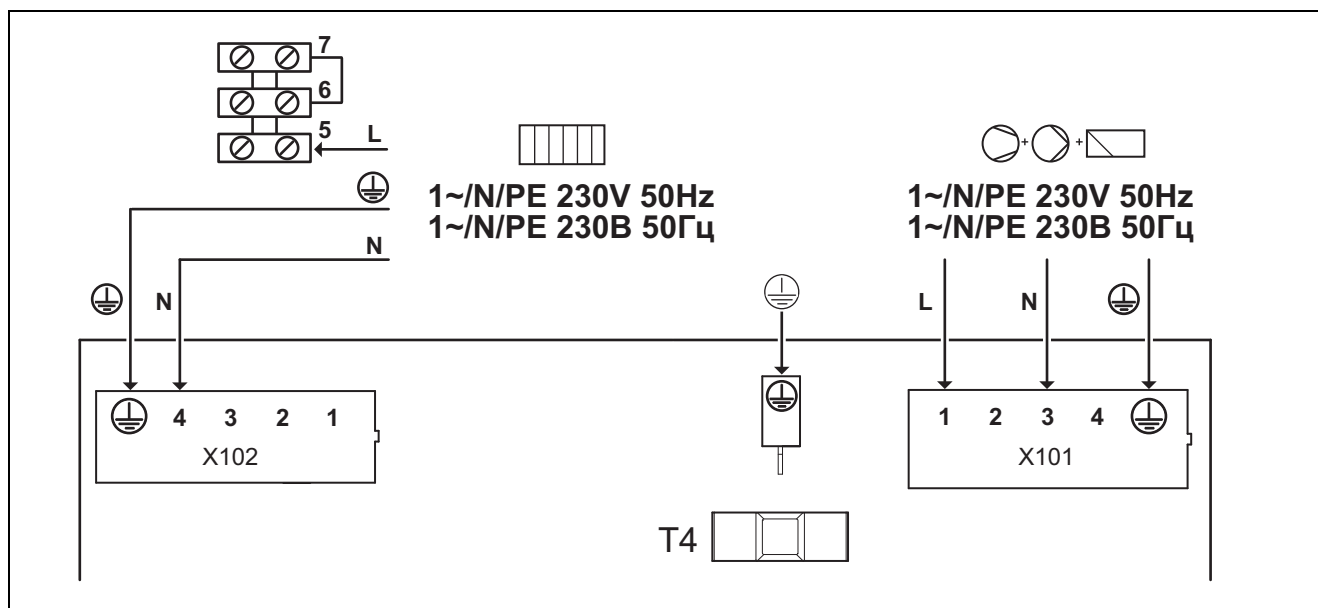 7
6
5 L
1~/N/PE 230V 50Hz
1~/N/PE 230В 50Гц
1~/N/PE 230V 50Hz
1~/N/PE 230В 50Гц
N
N
L N
4 3 2 1
X102
1 2 3 4
X101
T4